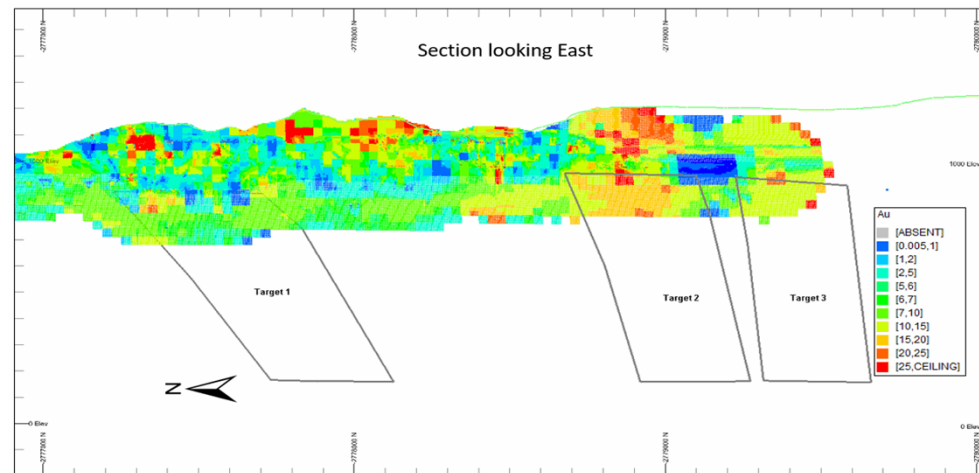 -2777000 N
-2778000 N
-2779000 N
Section looking East
1000 Elev
1000 Elev
Au
[ABSENT]
[0.005,1]
[1,2]
[2,5]
[5,6]
[6,7]
[7,10]
[10,15]
[15,20]
[20,25]
[25,CEILING]
Target 1
Target 2
Target 3
N
0 Elev
0 Elev
-2777000 N
-2778000 N
-2779000 N